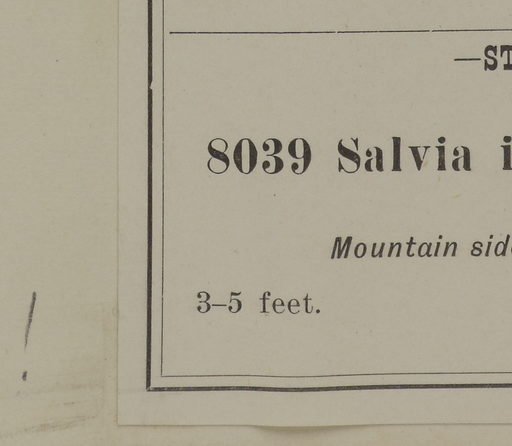 —ST
8039 Salvia i
Mountain sid
3–5 feet.
!